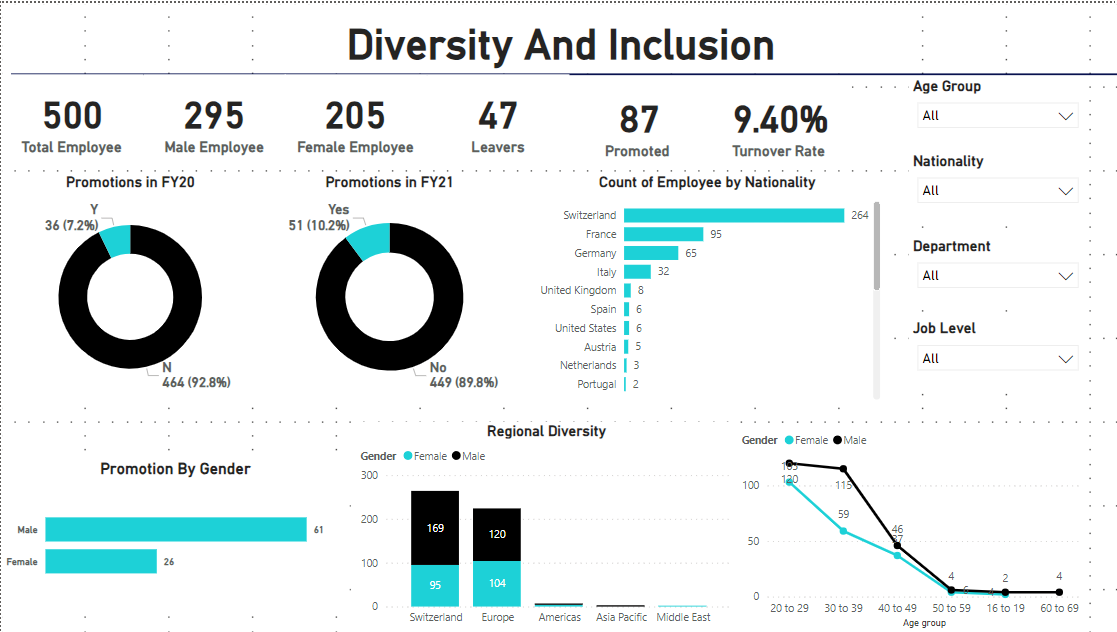 Diversity And Inclusion
500
Total Employee
295
Male Employee
205
Female Employee
47
Leavers
87
Promoted
9.40%
Turnover Rate
Age Group
All
Nationality
All
Department
All
Job Level
All
Promotions in FY20
Y
36 (7.2%)
N
464 (92.8%)
Promotions in FY21
Yes
51 (10.2%)
No
449 (89.8%)
Count of Employee by Nationality
Switzerland 264
France 95
Germany 65
Italy 32
United Kingdom 8
Spain 6
United States 6
Austria 5
Netherlands 3
Portugal 2
Promotion By Gender
Male 61
Female 26
Regional Diversity
Gender Female Male
300
200
100
0
169
95
120
104
Switzerland Europe Americas Asia Pacific Middle East
Gender Female Male
100
50
0
120
115
59
46
37
4
6
2
4
20 to 29 30 to 39 40 to 49 50 to 59 16 to 19 60 to 69
Age group